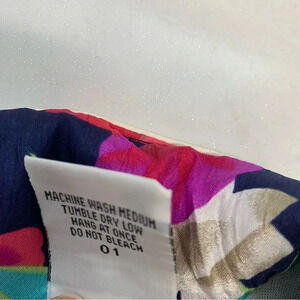 MACHINE WASH MEDIUM
TUMBLE DRY LOW
HANG AT ONCE
DO NOT BLEACH
01